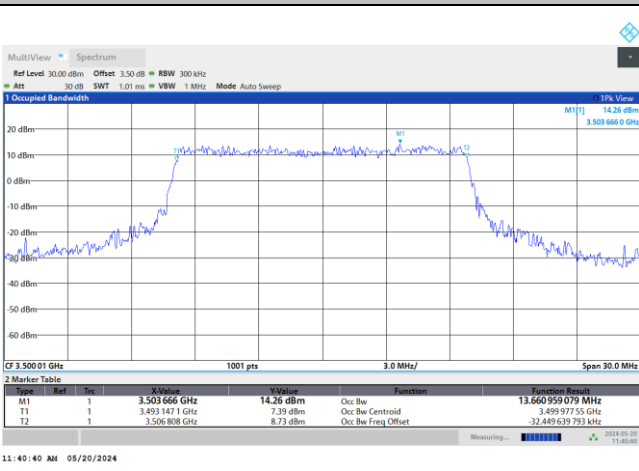 MultiView Spectrum
Ref Level 30.00 dBm Offset 3.50 dB RBW 300 kHz
Att 30 dB SWT 1.01 ms VBW 1 MHz Mode Auto Sweep
1 Occupied Bandwidth 1Pk View
M1[1] 14.26 dBm
3.503 666 0 GHz
20 dBm
M1
T1 T2
10 dBm
0 dBm
-10 dBm
-20 dBm
-30 dBm
-40 dBm
-50 dBm
-60 dBm
CF 3.500 01 GHz 1001 pts 3.0 MHz/ Span 30.0 MHz
2 Marker Table
Type Ref Trc X-Value Y-Value Function Function Result
M1 1 3.503 666 GHz 14.26 dBm Occ Bw 13.660 959 079 MHz
T1 1 3.493 147 1 GHz 7.39 dBm Occ Bw Centroid 3.499 977 55 GHz
T2 1 3.506 808 GHz 8.73 dBm Occ Bw Freq Offset -32.449 639 793 kHz
Measuring... 2024-05-20
11:40:40
11:40:40 AM 05/20/2024